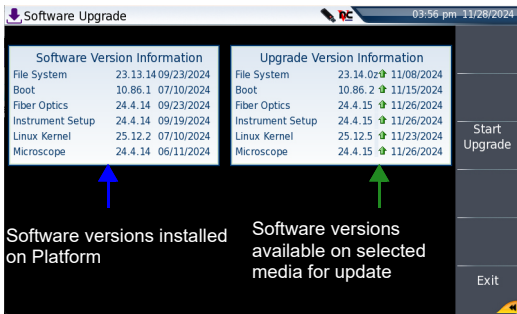 Software Upgrade
DC
03:56 pm 11/28/2024
Software Version Information
File System 23.13.14 09/23/2024
Boot 10.86.1 07/10/2024
Fiber Optics 24.4.14 09/23/2024
Instrument Setup 24.4.14 09/19/2024
Linux Kernel 25.12.2 07/10/2024
Microscope 24.4.14 06/11/2024
Upgrade Version Information
File System 23.14.0z 11/08/2024
Boot 10.86.2 11/15/2024
Fiber Optics 24.4.15 11/26/2024
Instrument Setup 24.4.15 11/26/2024
Linux Kernel 25.12.5 11/23/2024
Microscope 24.4.15 11/26/2024
Software versions installed
on Platform
Software versions
available on selected
media for update
Start
Upgrade
Exit